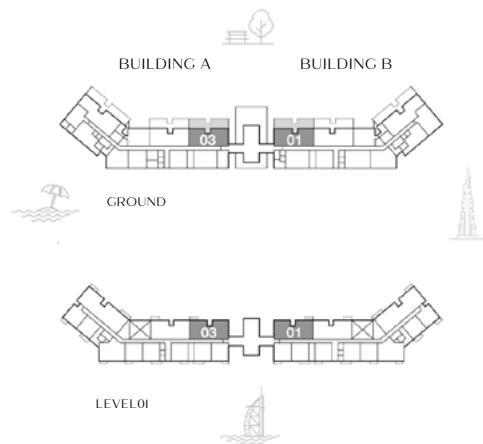 BUILDING A BUILDING B
03 01
GROUND
03 01
LEVEL01